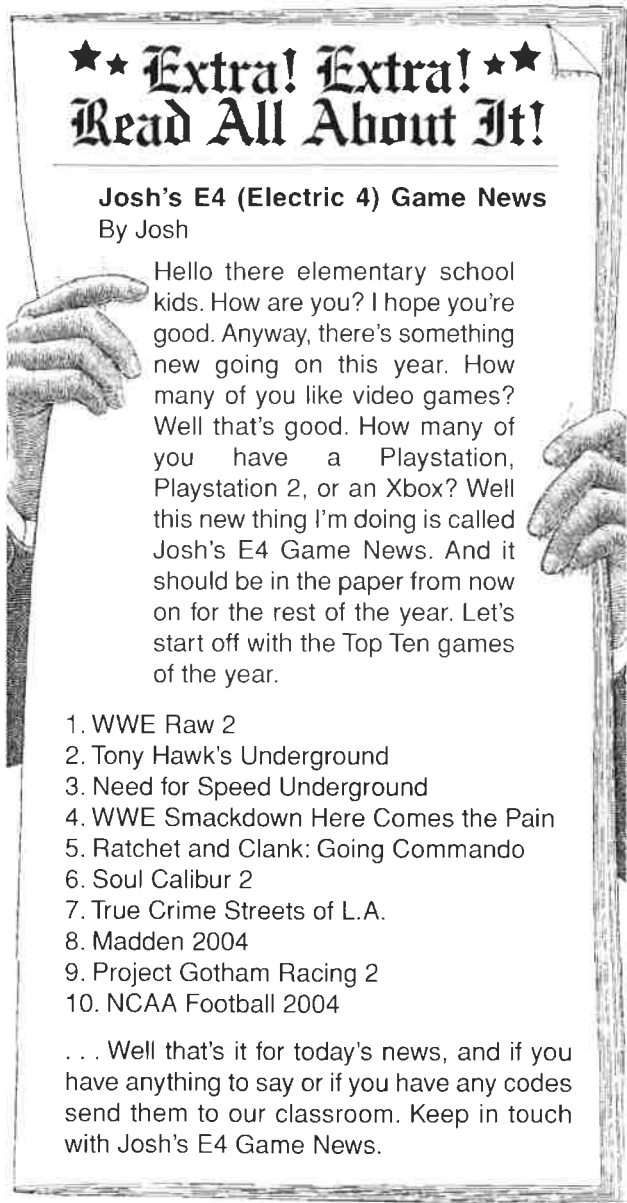 Extra! Extra!
Read All About It!
Josh's E4 (Electric 4) Game News
By Josh
Hello there elementary school
kids. How are you? I hope you're
good. Anyway, there's something
new going on this year. How
many of you like video games?
Well that's good. How many of
you have a Playstation,
Playstation 2, or an Xbox? Well
this new thing I'm doing is called
Josh's E4 Game News. And it
should be in the paper from now
on for the rest of the year. Let's
start off with the Top Ten games
of the year.
1. WWE Raw 2
2. Tony Hawk's Underground
3. Need for Speed Underground
4. WWE Smackdown Here Comes the Pain
5. Ratchet and Clank: Going Commando
6. Soul Calibur 2
7. True Crime Streets of L.A.
8. Madden 2004
9. Project Gotham Racing 2
10. NCAA Football 2004
. . . Well that's it for today's news, and if you
have anything to say or if you have any codes
send them to our classroom. Keep in touch
with Josh's E4 Game News.